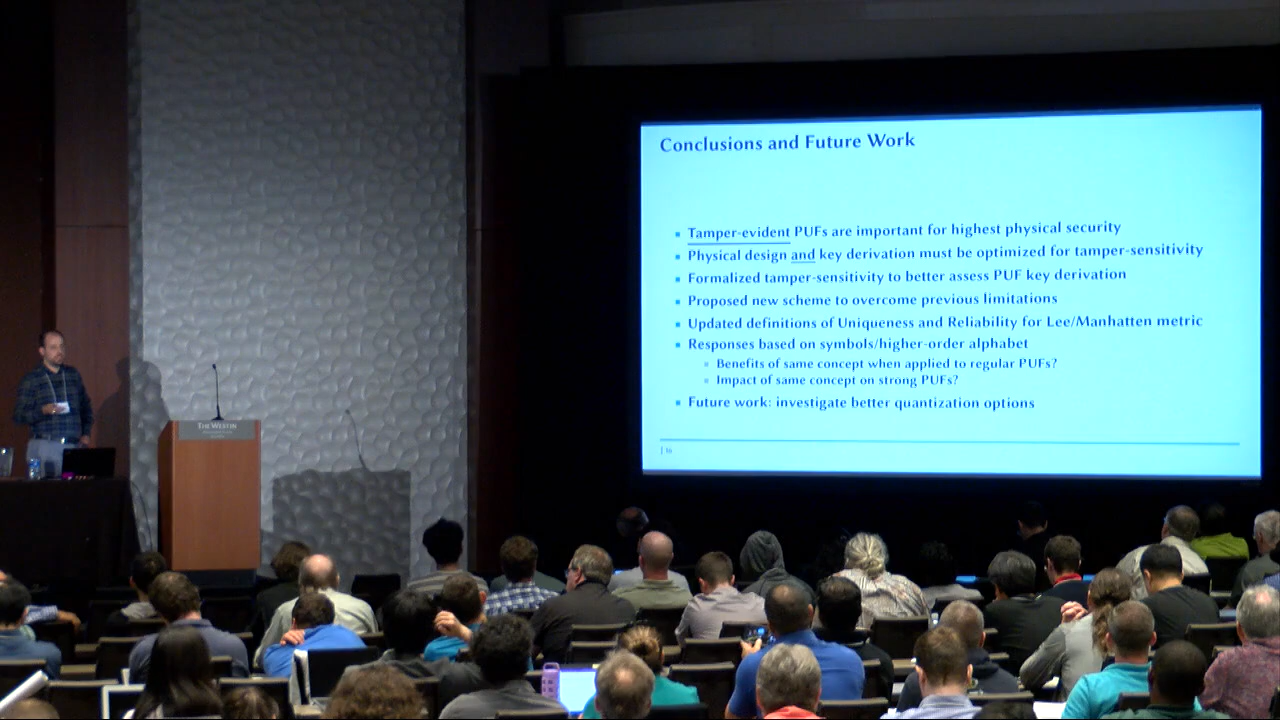 Conclusions and Future Work
Tamper-evident PUFs are important for highest physical security
Physical design and key derivation must be optimized for tamper-sensitivity
Formalized tamper-sensitivity to better assess PUF key derivation
Proposed new scheme to overcome previous limitations
Updated definitions of Uniqueness and Reliability for Lee/Manhatten metric
Responses based on symbols/higher-order alphabet
Benefits of same concept when applied to regular PUFs?
Impact of same concept on strong PUFs?
Future work: investigate better quantization options
THE WESTIN